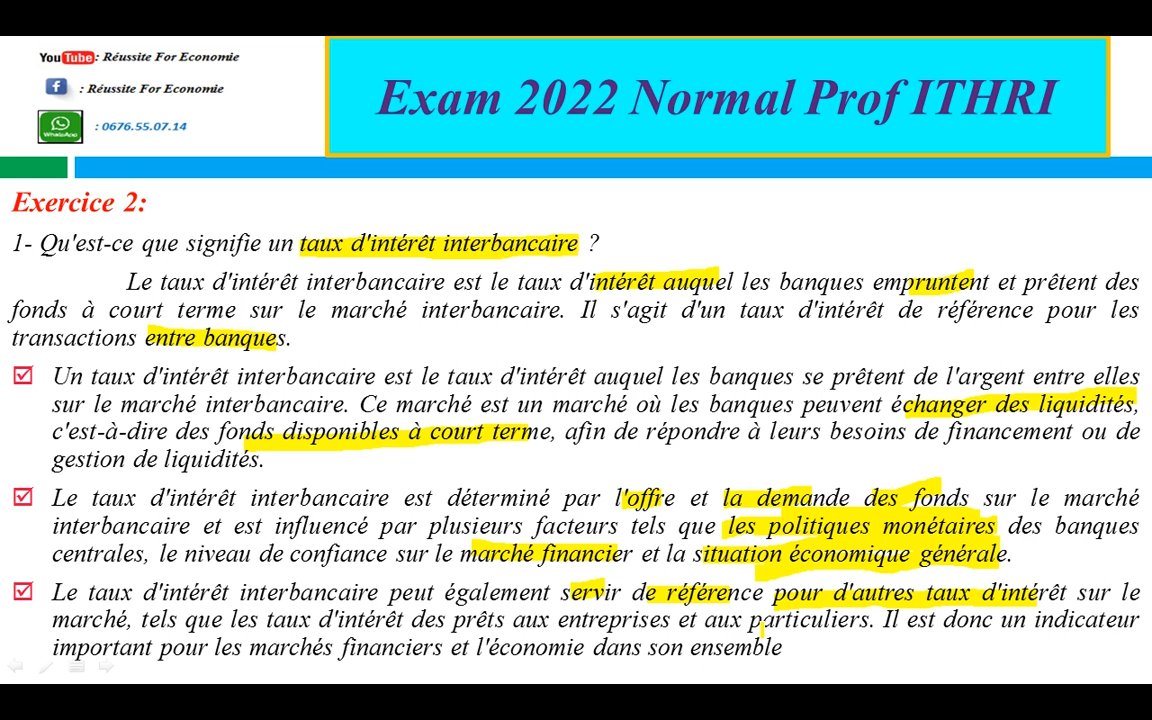 YouTube : Réussite For Economie
: Réussite For Economie
WhatsApp : 0676.55.07.14
Exam 2022 Normal Prof ITHRI
Exercice 2:
1- Qu'est-ce que signifie un taux d'intérêt interbancaire ?
Le taux d'intérêt interbancaire est le taux d'intérêt auquel les banques empruntent et prêtent des
fonds à court terme sur le marché interbancaire. Il s'agit d'un taux d'intérêt de référence pour les
transactions entre banques.
Un taux d'intérêt interbancaire est le taux d'intérêt auquel les banques se prêtent de l'argent entre elles
sur le marché interbancaire. Ce marché est un marché où les banques peuvent échanger des liquidités,
c'est-à-dire des fonds disponibles à court terme, afin de répondre à leurs besoins de financement ou de
gestion de liquidités.
Le taux d'intérêt interbancaire est déterminé par l'offre et la demande des fonds sur le marché
interbancaire et est influencé par plusieurs facteurs tels que les politiques monétaires des banques
centrales, le niveau de confiance sur le marché financier et la situation économique générale.
Le taux d'intérêt interbancaire peut également servir de référence pour d'autres taux d'intérêt sur le
marché, tels que les taux d'intérêt des prêts aux entreprises et aux particuliers. Il est donc un indicateur
important pour les marchés financiers et l'économie dans son ensemble